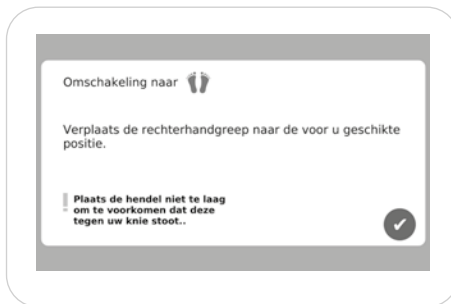 Omschakeling naar
Verplaats de rechterhandgreep naar de voor u geschikte
positie.
Plaats de hendel niet te laag
om te voorkomen dat deze
tegen uw knie stoot..